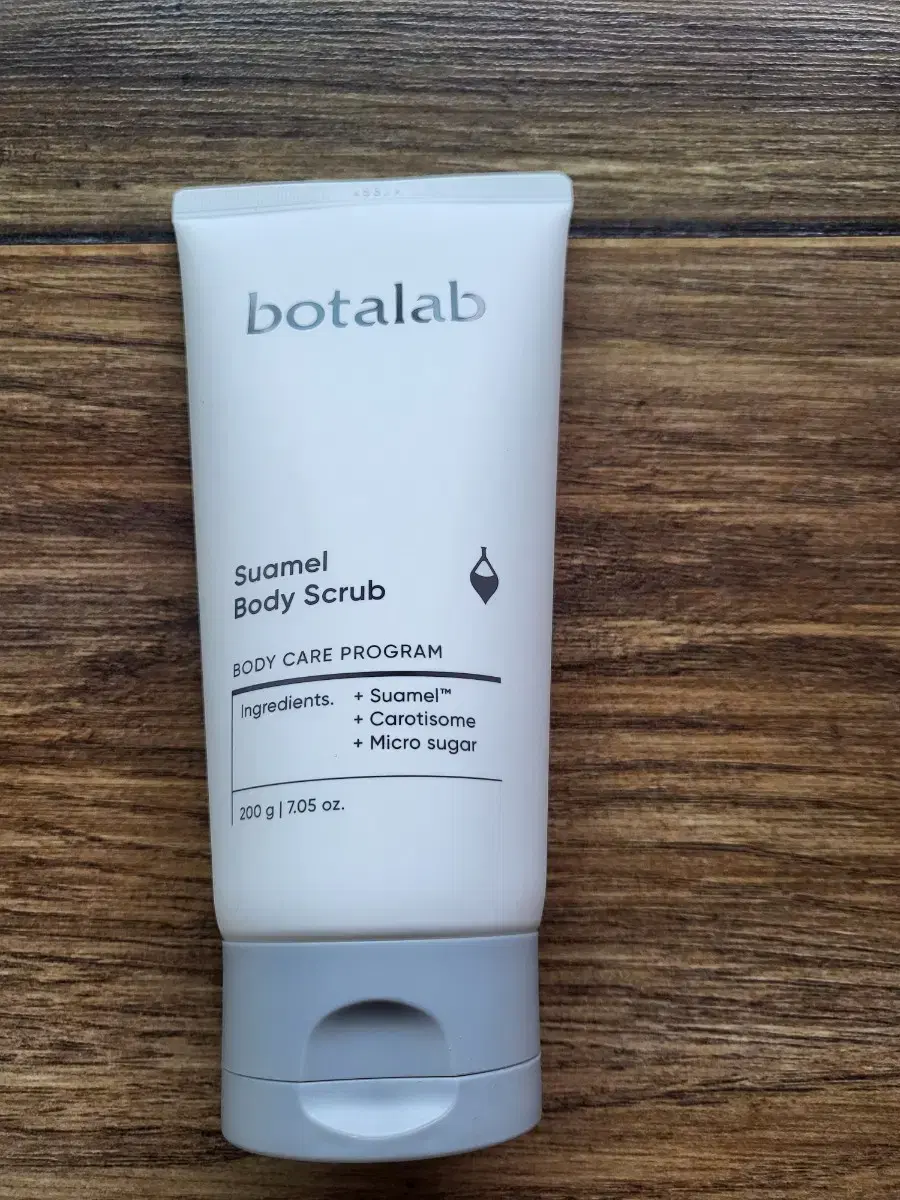 botalab
Suamel
Body Scrub
BODY CARE PROGRAM
Ingredients. + Suamel™
+ Carotisome
+ Micro sugar
200 g | 7.05 oz.